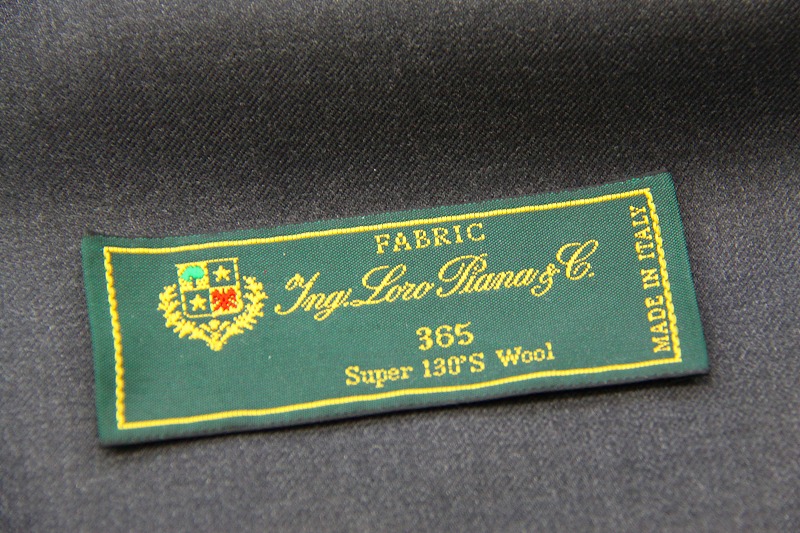 FABRIC
Ing. Loro Piana & C.
365
Super 130'S Wool
MADE IN ITALY